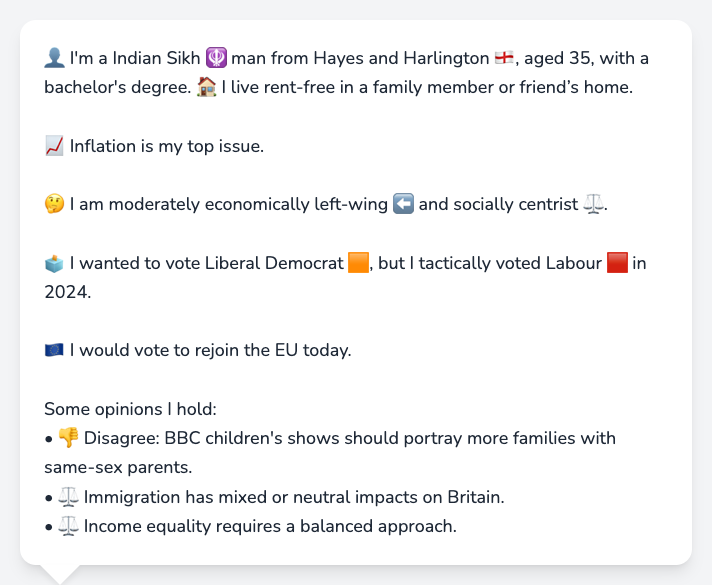 👤 I'm a Indian Sikh 🪯 man from Hayes and Harlington 🏴󠁧󠁢󠁥󠁮󠁧󠁿, aged 35, with a
bachelor's degree. 🏠 I live rent-free in a family member or friend’s home.
📈 Inflation is my top issue.
🤔 I am moderately economically left-wing ⬅️ and socially centrist ⚖️.
🗳️ I wanted to vote Liberal Democrat 🟧, but I tactically voted Labour 🟥 in
2024.
🇪🇺 I would vote to rejoin the EU today.
Some opinions I hold:
• 👎 Disagree: BBC children's shows should portray more families with
same-sex parents.
• ⚖️ Immigration has mixed or neutral impacts on Britain.
• ⚖️ Income equality requires a balanced approach.